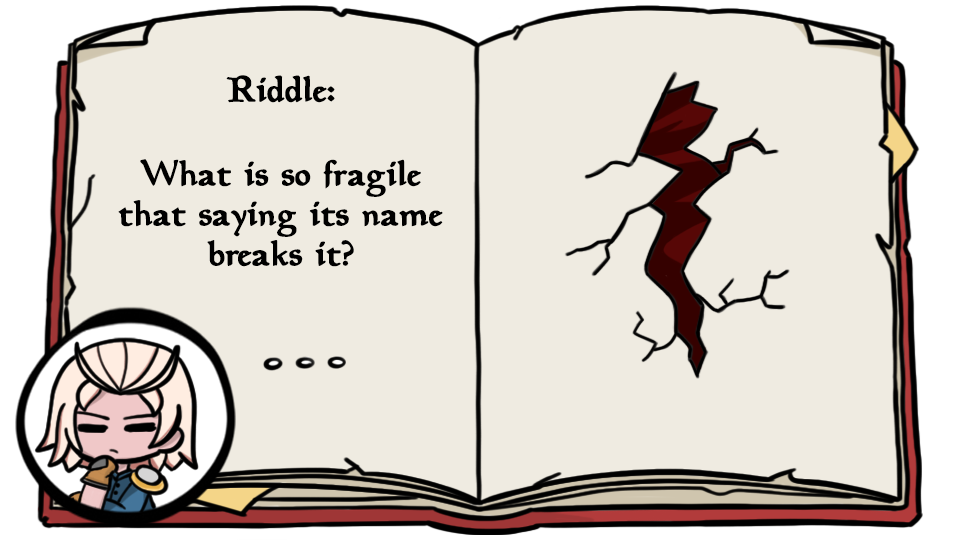 Riddle:
What is so fragile
that saying its name
breaks it?
...